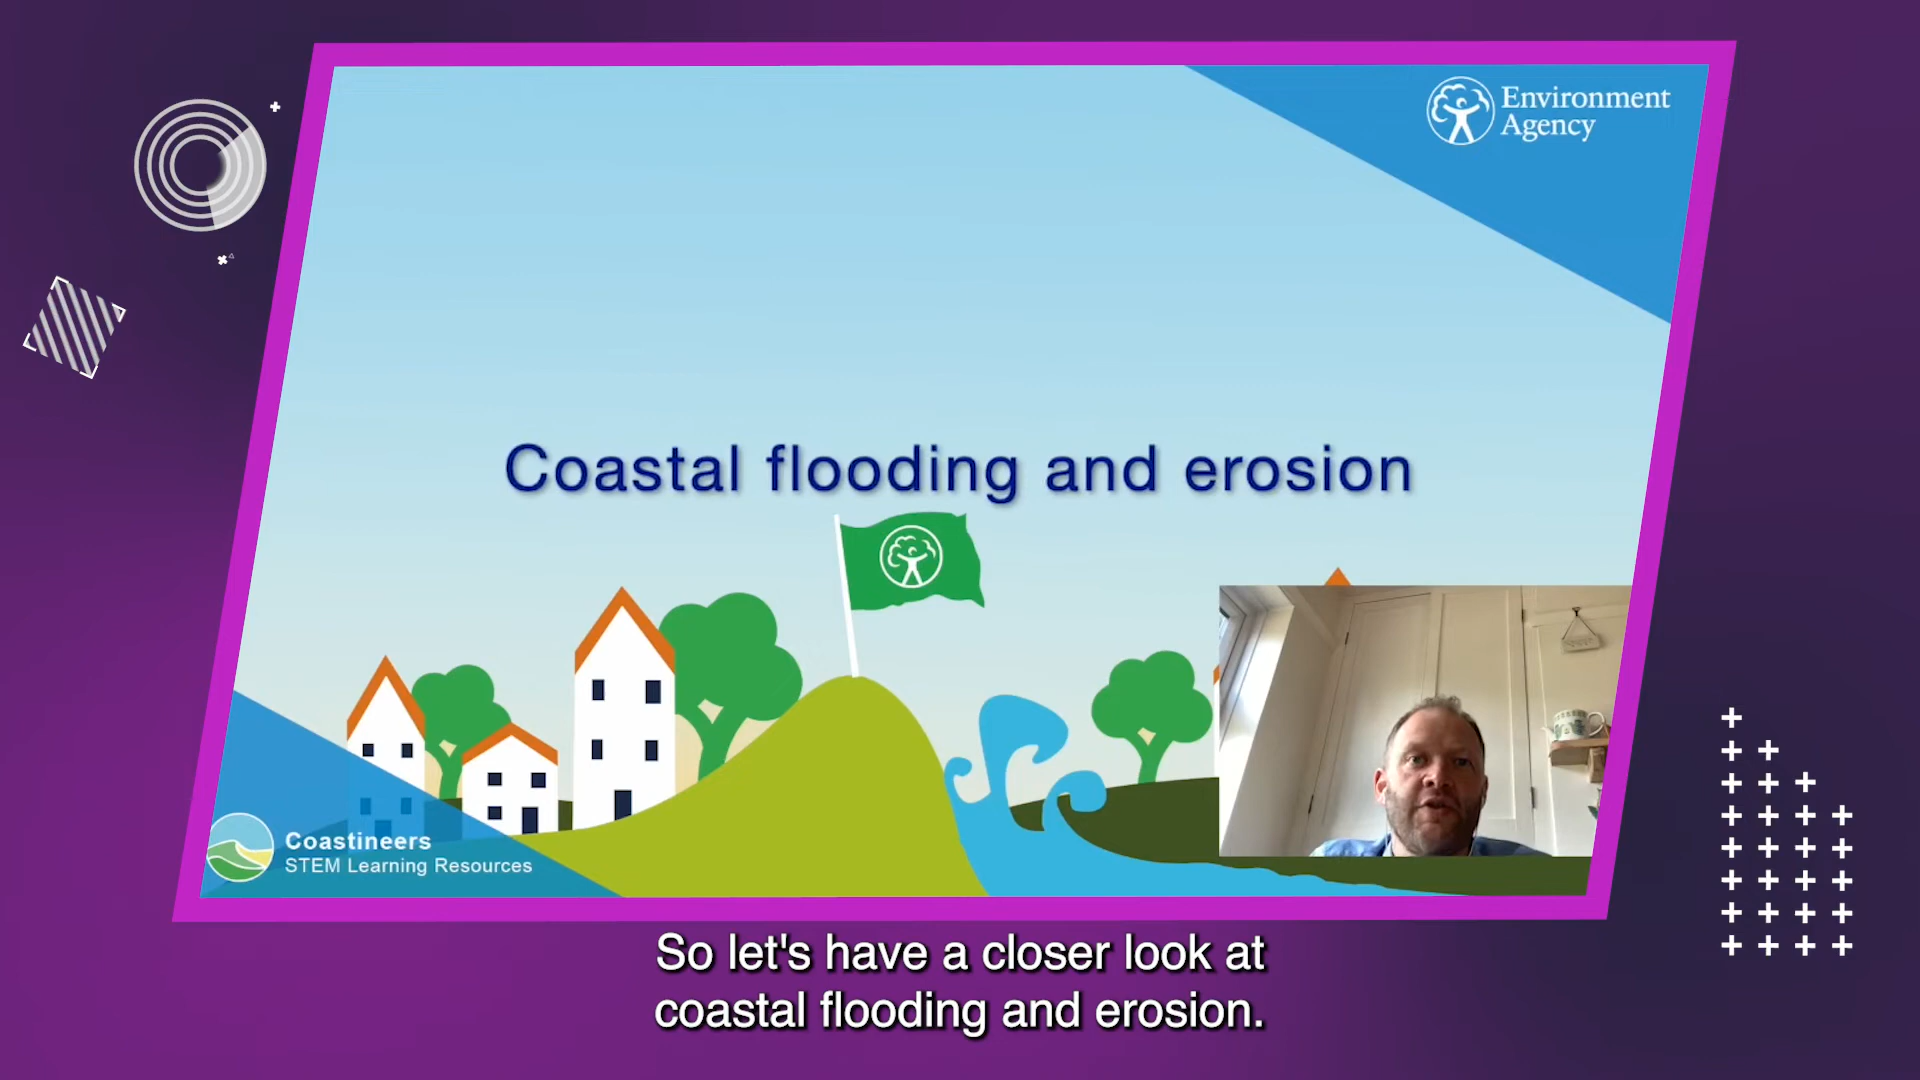 Environment
Agency
Coastal flooding and erosion
Coastineers
STEM Learning Resources
So let's have a closer look at
coastal flooding and erosion.